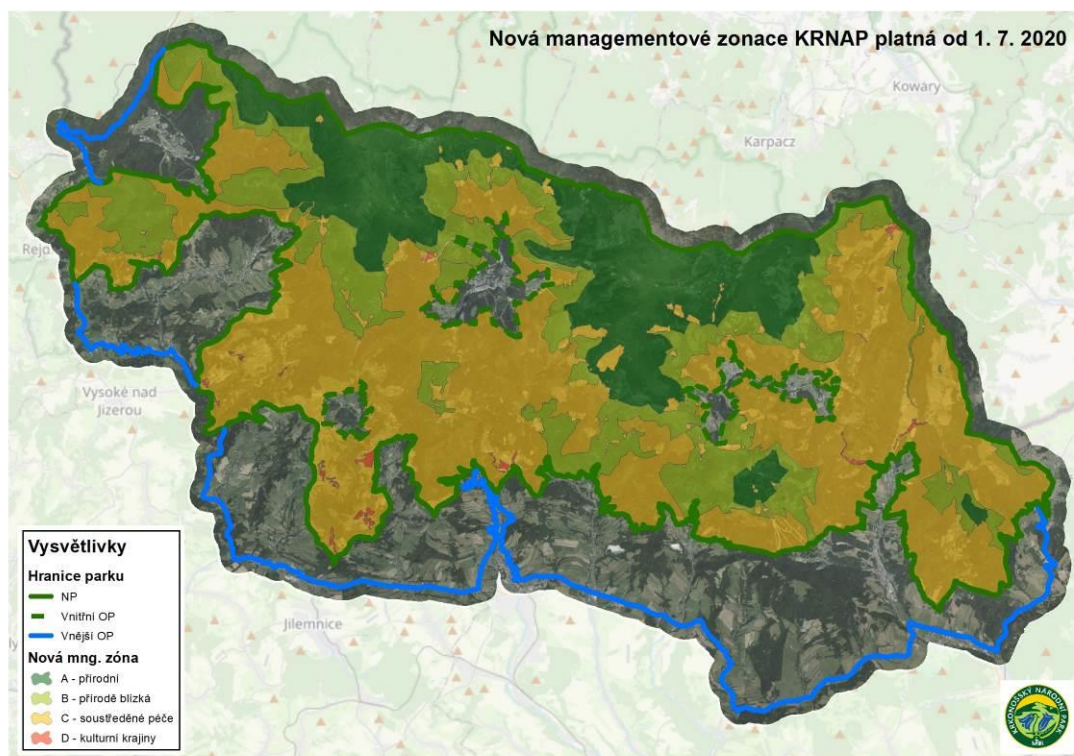 Nová managementové zonace KRNAP platná od 1. 7. 2020
Kowary
Karpacz
Rejd
Vysoké nad
Jizerou
Jilemnice
Vysvětlivky
Hranice parku
NP
Vnitřní OP
Vnější OP
Nová mng. zóna
A - přírodní
B - přírodě blízká
C - soustředěné péče
D - kulturní krajiny
KRKONOŠSKÝ NÁRODNÍ PARK